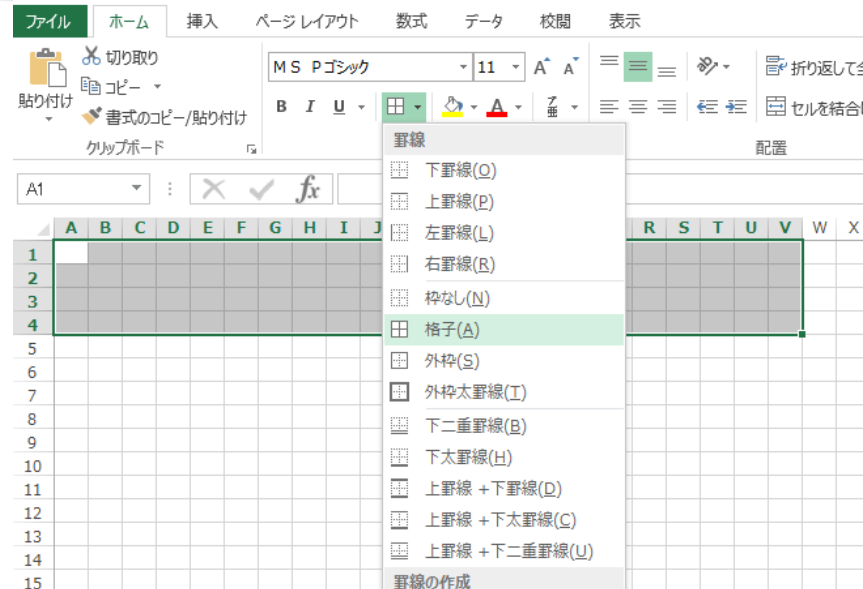 ファイル ホーム 挿入 ページ レイアウト 数式 データ 校閲 表示
切り取り
コピー
貼り付け
書式のコピー/貼り付け
クリップボード
ＭＳ Ｐゴシック 11
B I U
A A
A
ア
亜
折り返して全
セルを結合
配置
A1 fx
A B C D E F G H I J R S T U V W X
1
2
3
4
5
6
7
8
9
10
11
12
13
14
15
罫線
下罫線(O)
上罫線(P)
左罫線(L)
右罫線(R)
枠なし(N)
格子(A)
外枠(S)
外枠太罫線(T)
下二重罫線(B)
下太罫線(H)
上罫線 +下罫線(D)
上罫線 +下太罫線(C)
上罫線 +下二重罫線(U)
罫線の作成